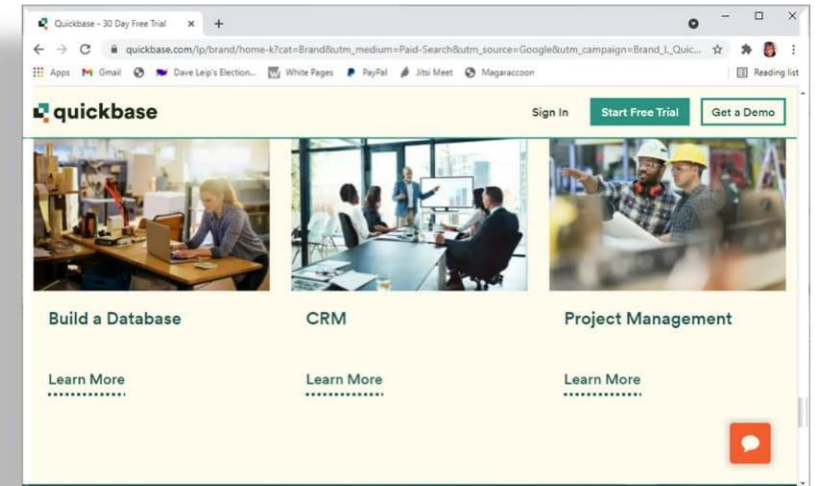 Quickbase - 30 Day Free Trial
quickbase.com/lp/brand/home-k?cat=Brand&utm_medium=Paid-Search&utm_source=Google&utm_campaign=Brand_L_Quic...
Apps Gmail Dave Leip's Election... White Pages PayPal Jitsi Meet Magaraccoon Reading list
quickbase Sign In Start Free Trial Get a Demo
Build a Database CRM Project Management
Learn More Learn More Learn More